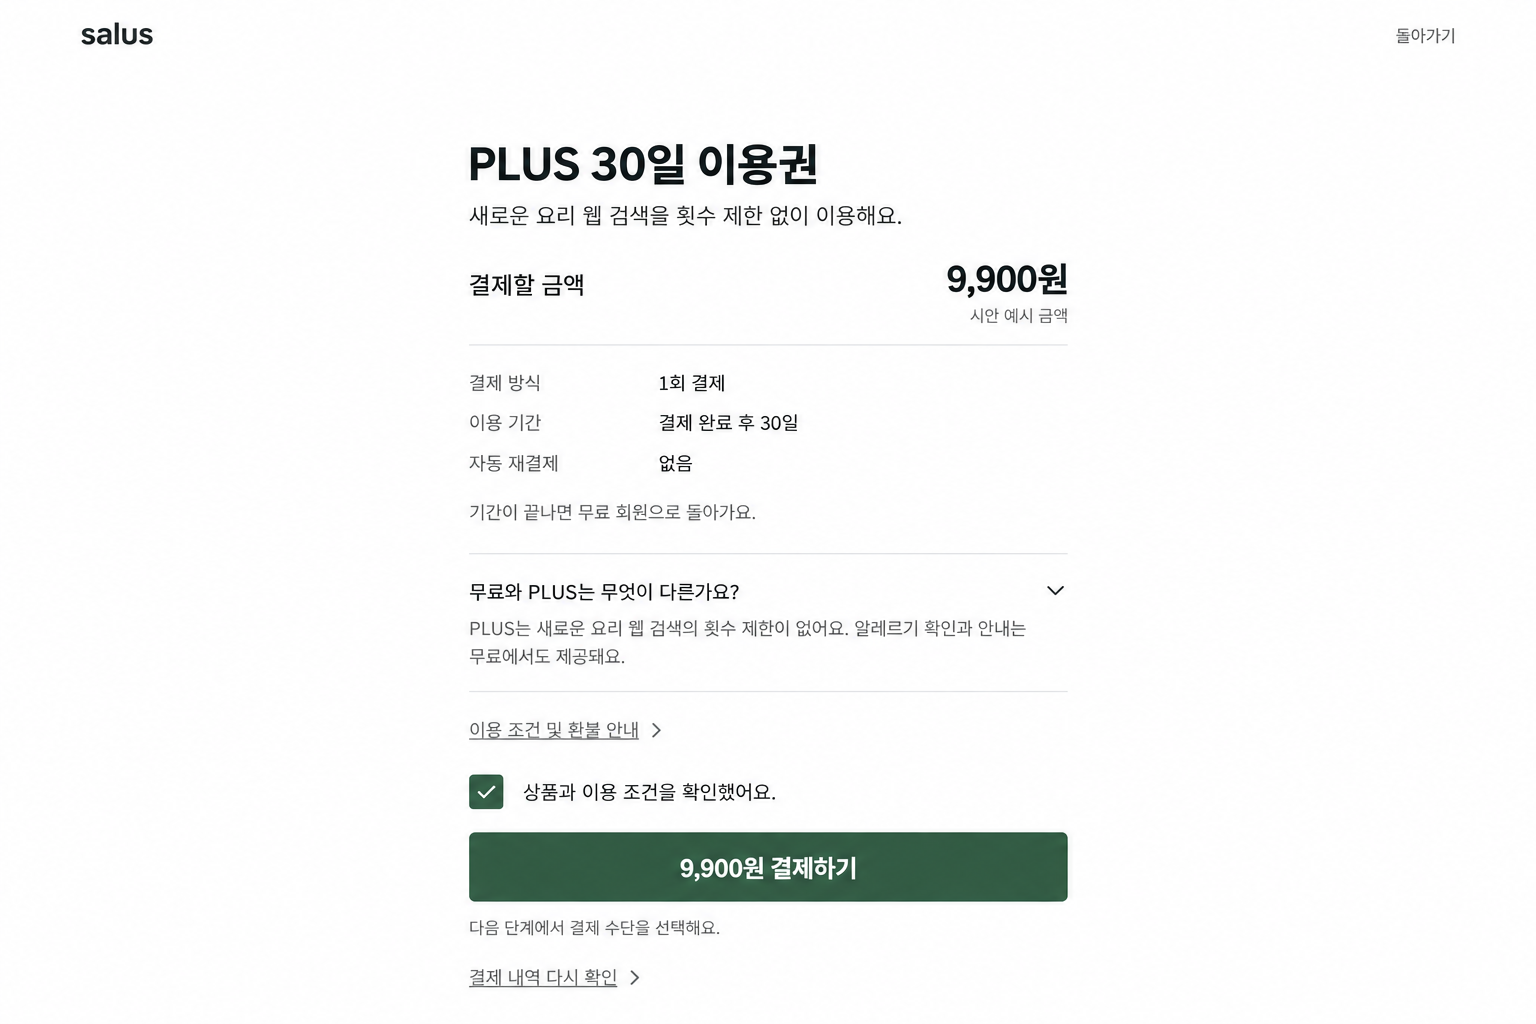 salus
돌아가기
PLUS 30일 이용권
새로운 요리 웹 검색을 횟수 제한 없이 이용해요.
결제할 금액
9,900원
시안 예시 금액
결제 방식
1회 결제
이용 기간
결제 완료 후 30일
자동 재결제
없음
기간이 끝나면 무료 회원으로 돌아가요.
무료와 PLUS는 무엇이 다른가요?
PLUS는 새로운 요리 웹 검색의 횟수 제한이 없어요. 알레르기 확인과 안내는
무료에서도 제공돼요.
이용 조건 및 환불 안내
상품과 이용 조건을 확인했어요.
9,900원 결제하기
다음 단계에서 결제 수단을 선택해요.
결제 내역 다시 확인